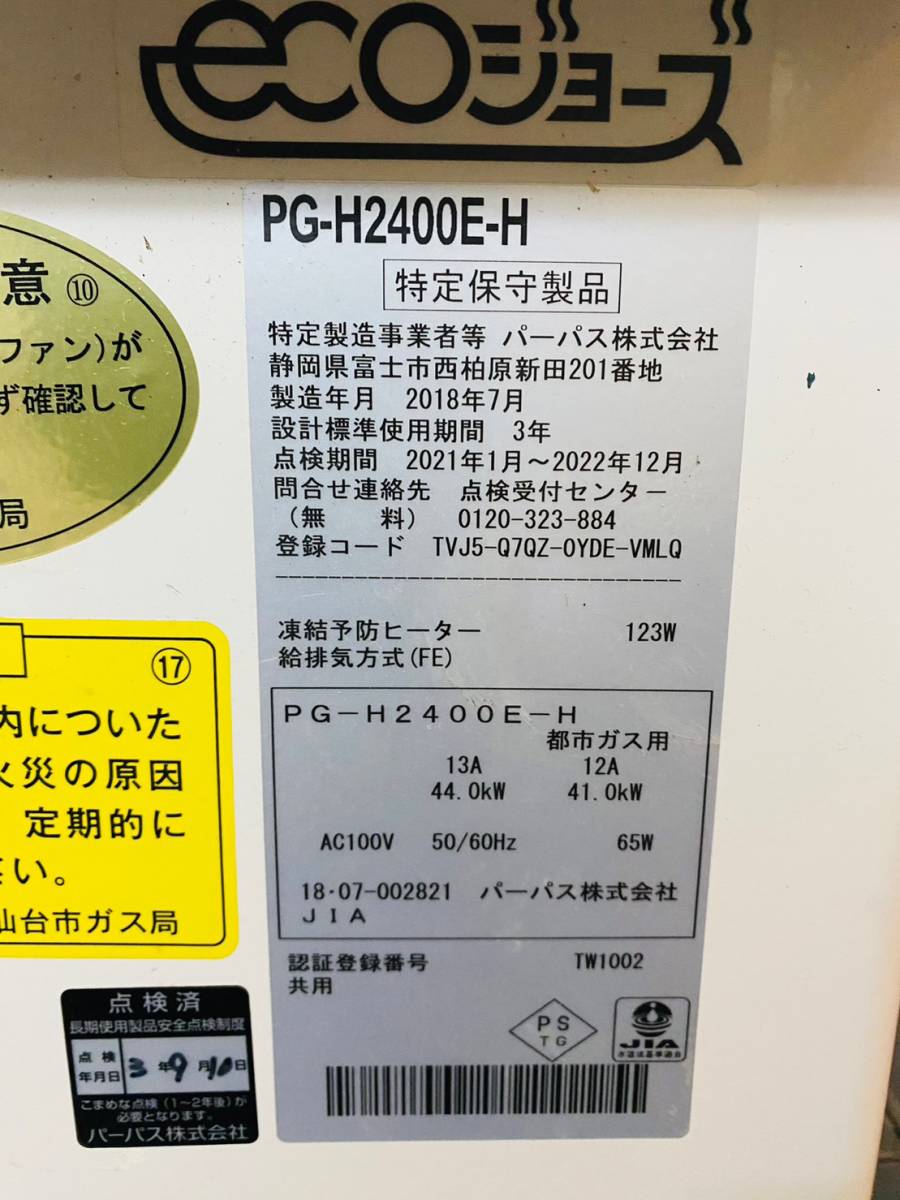 ecoジョーズ
PG-H2400E-H
特定保守製品
特定製造事業者等 パーパス株式会社
静岡県富士市西柏原新田201番地
製造年月 2018年7月
設計標準使用期間 3年
点検期間 2021年1月～2022年12月
問合せ連絡先 点検受付センター
（無 料） 0120-323-884
登録コード TVJ5-Q7QZ-0YDE-VMLQ
凍結予防ヒーター 123W
給排気方式(FE)
PG-H2400E-H
都市ガス用
13A 12A
44.0kW 41.0kW
AC100V 50/60Hz 65W
18·07-002821 パーパス株式会社
JIA
認証登録番号 TW1002
共用
PS
TG
JIA
水道法基準適合
意 ⑩
ファン)が
ず確認して
局
⑰
内についた
火災の原因
定期的に
さい。
仙台市ガス局
点検済
長期使用製品安全点検制度
点検
年月日 3年9月10日
こまめな点検（1～2年後）が
必要となります。
パーパス株式会社